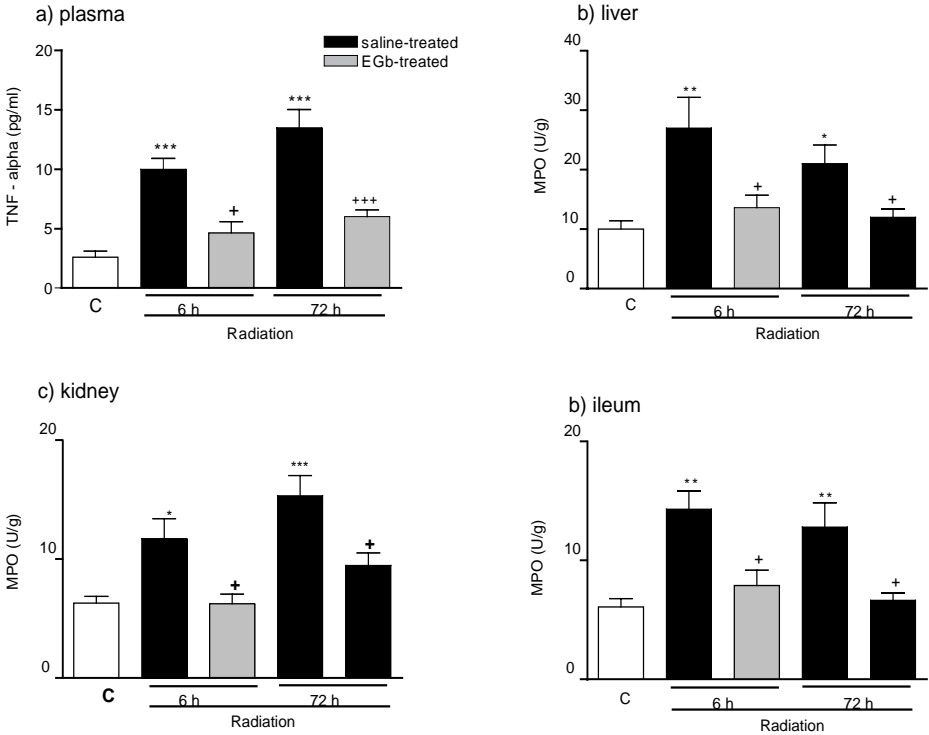 a) plasma
saline-treated
EGb-treated
TNF - alpha (pg/ml)
20
15
10
5
0
***
+
***
+++
C
6 h
72 h
Radiation
b) liver
MPO (U/g)
40
30
20
10
0
**
+
*
+
C
6 h
72 h
Radiation
c) kidney
MPO (U/g)
20
10
0
*
+
***
+
C
6 h
72 h
Radiation
b) ileum
MPO (U/g)
20
10
0
**
+
**
+
C
6 h
72 h
Radiation